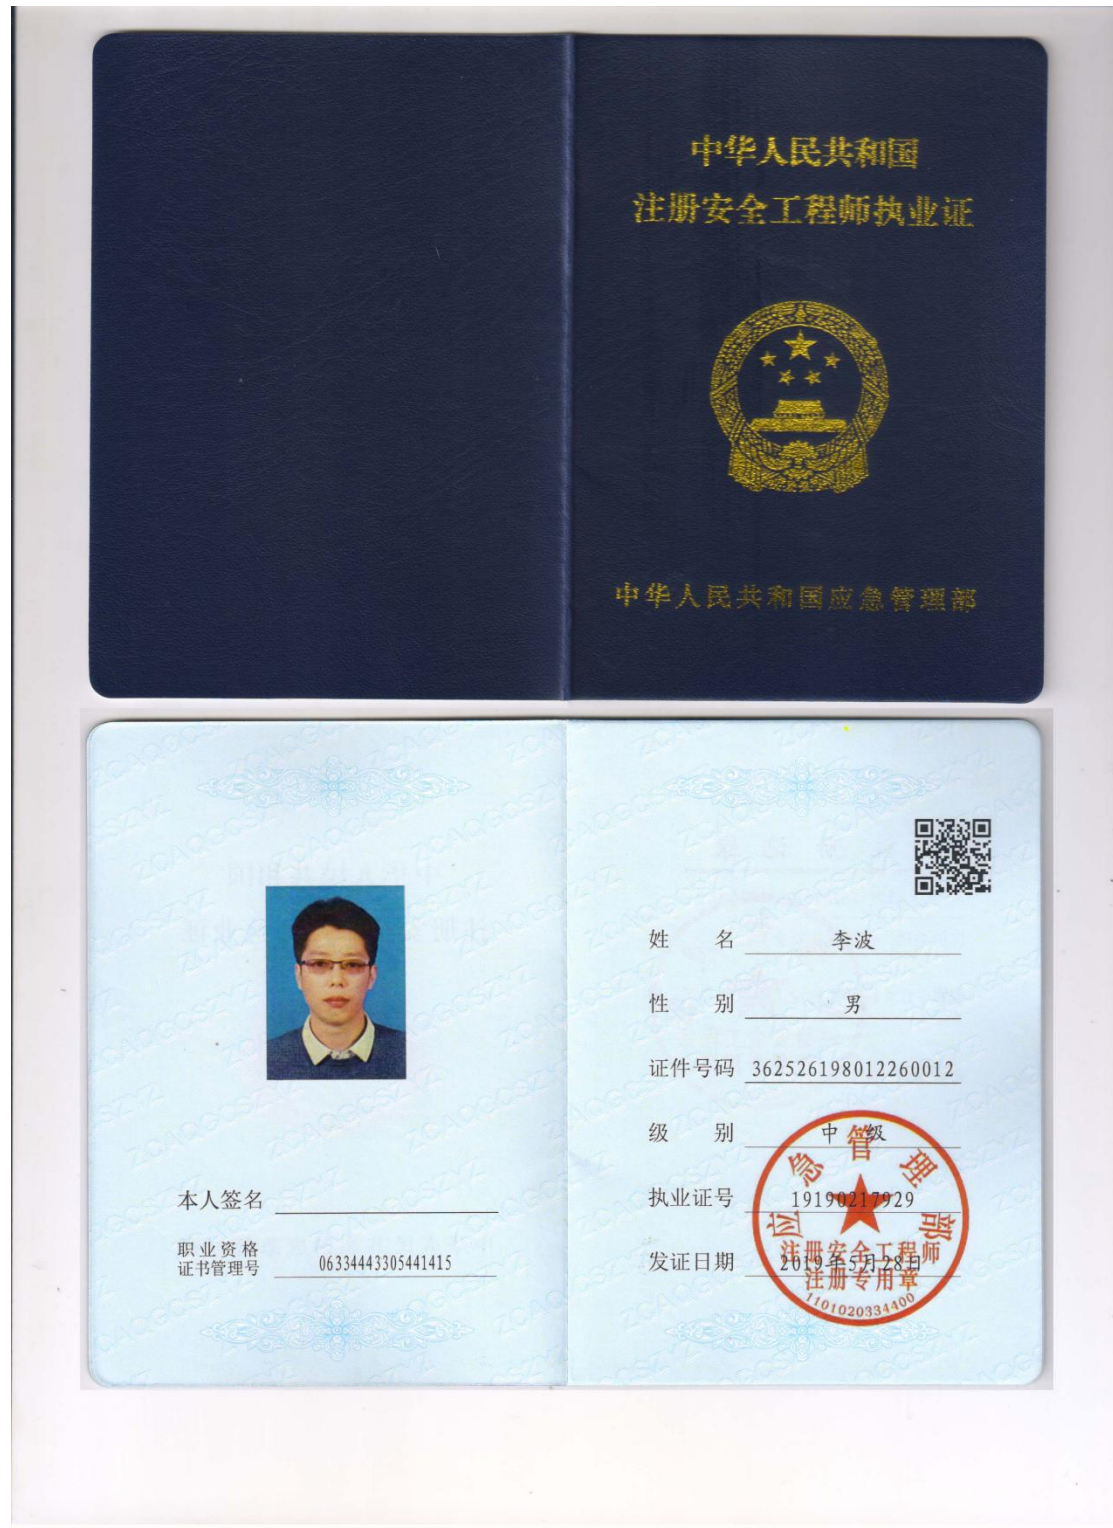 中华人民共和国
注册安全工程师执业证
中华人民共和国应急管理部
姓 名 李波
性 别 男
证件号码 362526198012260012
级 别 中级
执业证号 19190217929
发证日期 2019年5月28日
应急管理部
注册安全工程师
注册专用章
1101020334400
本人签名
职业资格
证书管理号 06334443305441415